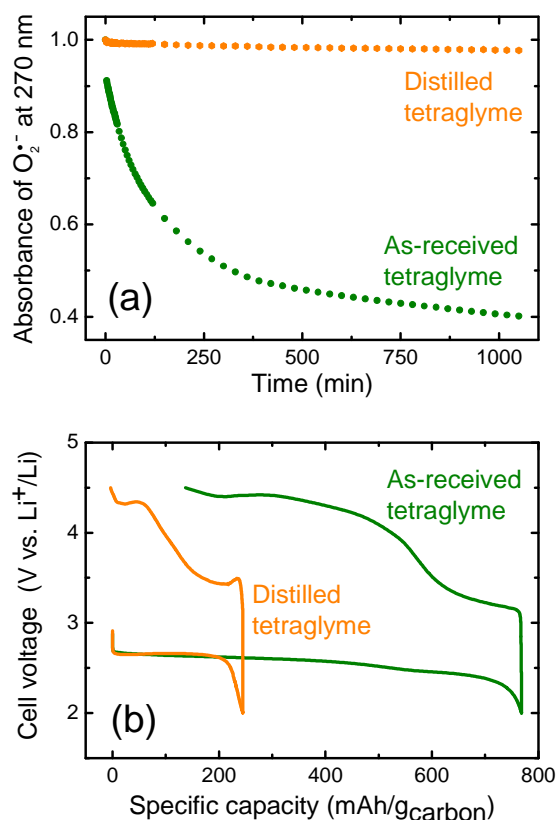 Absorbance of O₂•⁻ at 270 nm
1.0
0.8
0.6
0.4
Distilled
tetraglyme
As-received
tetraglyme
(a)
0 250 500 750 1000
Time (min)
Cell voltage (V vs. Li⁺/Li)
5
4
3
2
As-received
tetraglyme
Distilled
tetraglyme
(b)
0 200 400 600 800
Specific capacity (mAh/g_carbon)